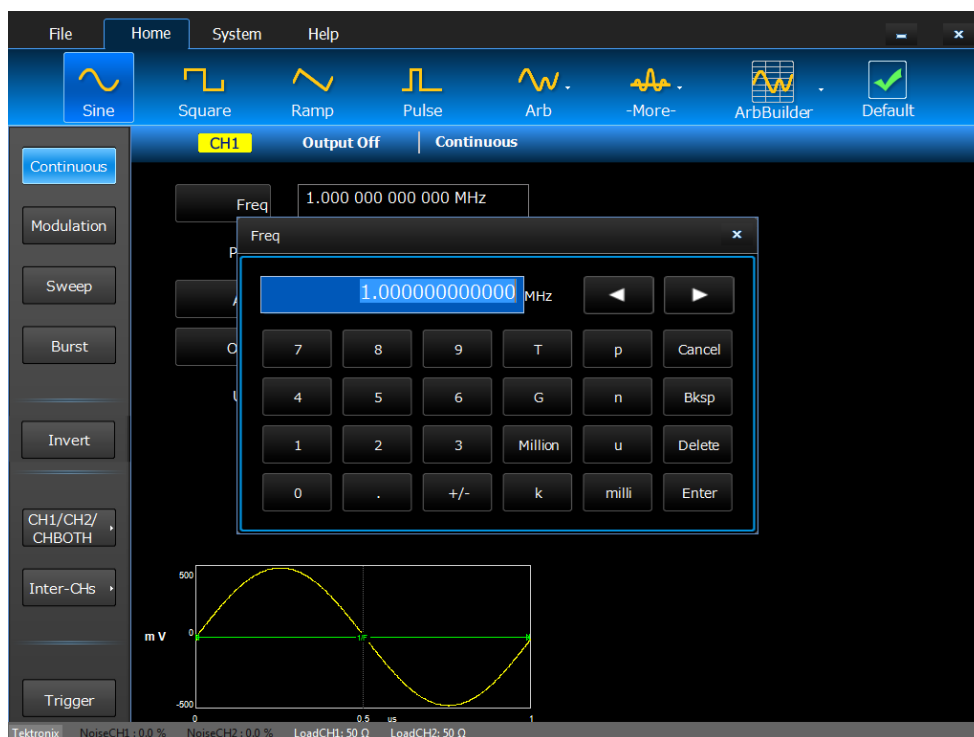 File Home System Help
Sine Square Ramp Pulse Arb -More- ArbBuilder Default
CH1 Output Off Continuous
Continuous
Modulation
Sweep
Burst
Invert
CH1/CH2/
CHBOTH
Inter-CHs
Trigger
Freq 1.000 000 000 000 MHz
P
O
U
Freq
1.000000000000 MHz
7 8 9 T p Cancel
4 5 6 G n Bksp
1 2 3 Million u Delete
0 . +/- k milli Enter
500
m V 0 1/F
-500
0 0.5 us 1
Tektronix NoiseCH1 : 0.0 % NoiseCH2 : 0.0 % LoadCH1: 50 Ω LoadCH2: 50 Ω